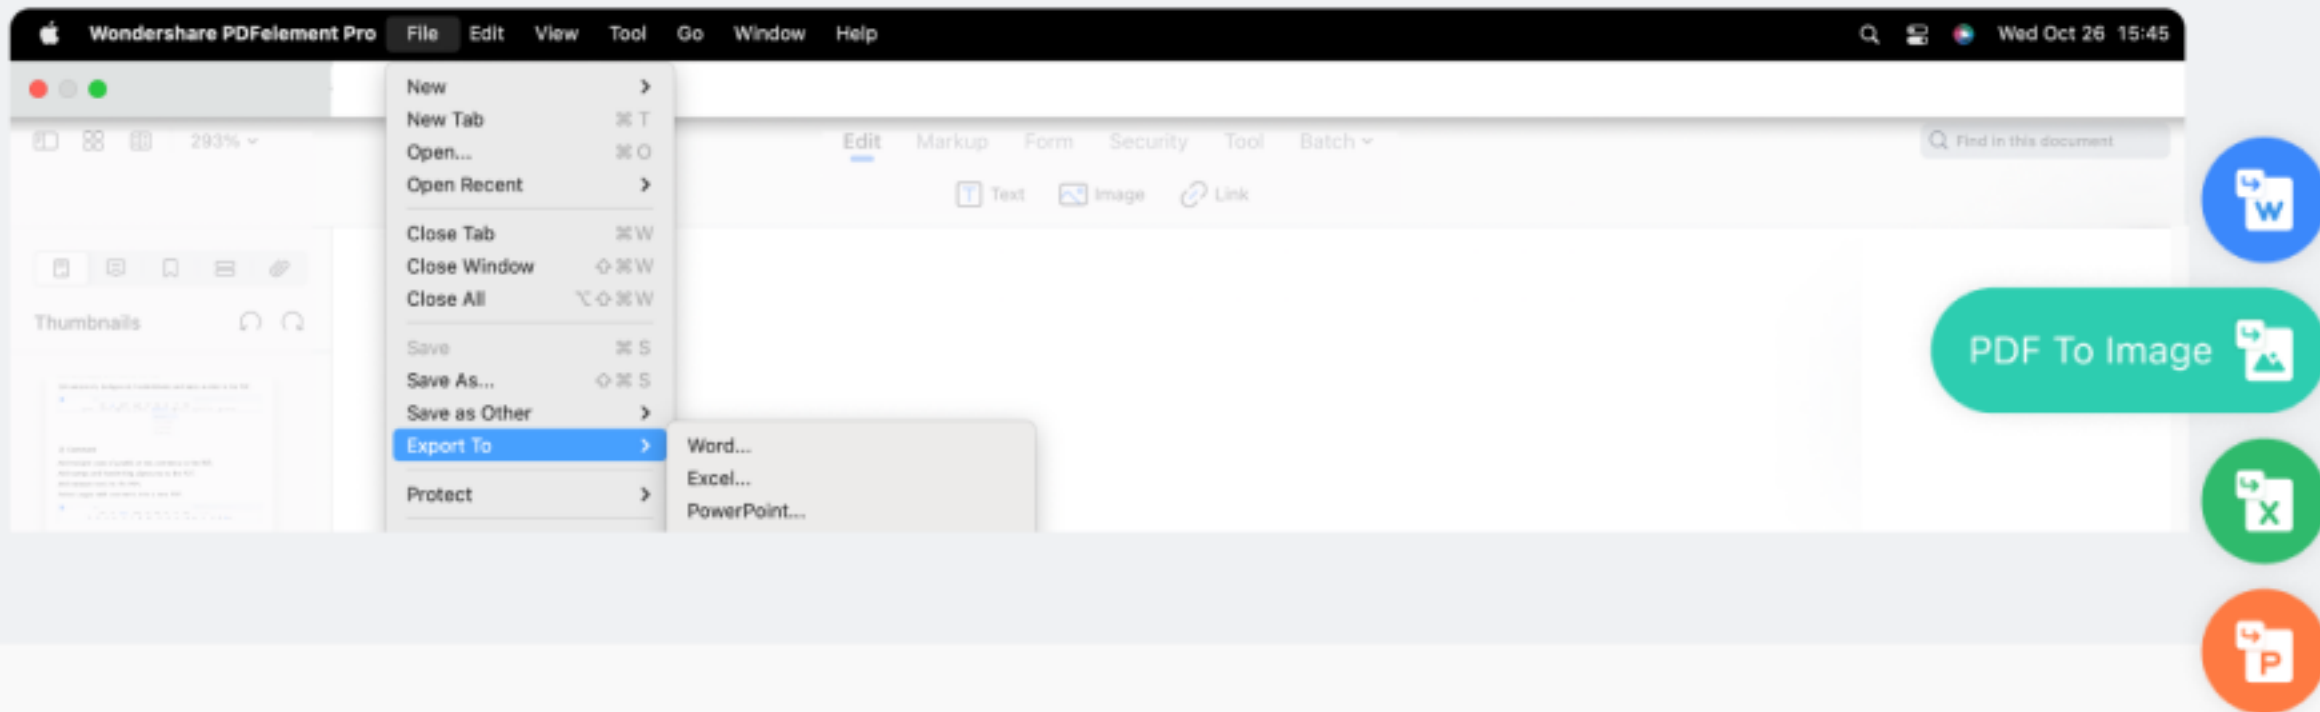 Wondershare PDFelement Pro File Edit View Tool Go Window Help Wed Oct 26 15:45
New
New Tab ⌘ T
Open... ⌘ O
Open Recent
Close Tab ⌘ W
Close Window ⇧ ⌘ W
Close All ⌥ ⇧ ⌘ W
Save ⌘ S
Save As... ⇧ ⌘ S
Save as Other
Export To
Protect
Word...
Excel...
PowerPoint...
293%
Edit Markup Form Security Tool Batch
Find in this document
Text Image Link
Thumbnails
W
PDF To Image
X
P